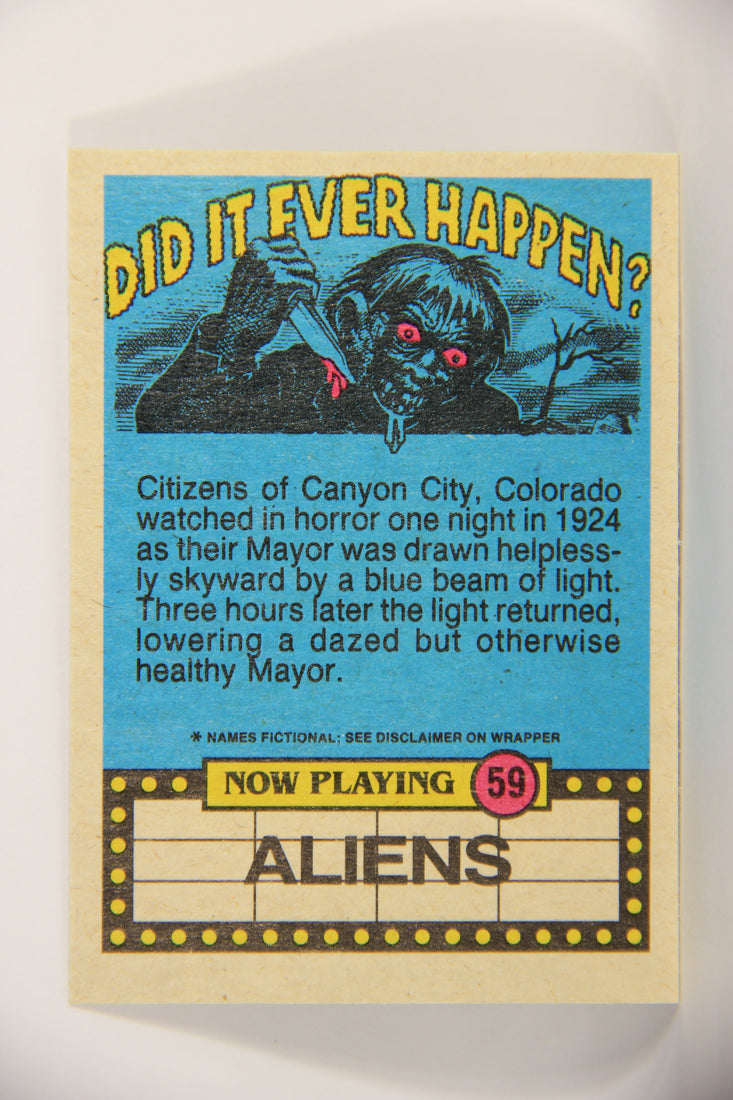 DID IT EVER HAPPEN?
Citizens of Canyon City, Colorado
watched in horror one night in 1924
as their Mayor was drawn helpless-
ly skyward by a blue beam of light.
Three hours later the light returned,
lowering a dazed but otherwise
healthy Mayor.
* NAMES FICTIONAL; SEE DISCLAIMER ON WRAPPER
NOW PLAYING 59
ALIENS